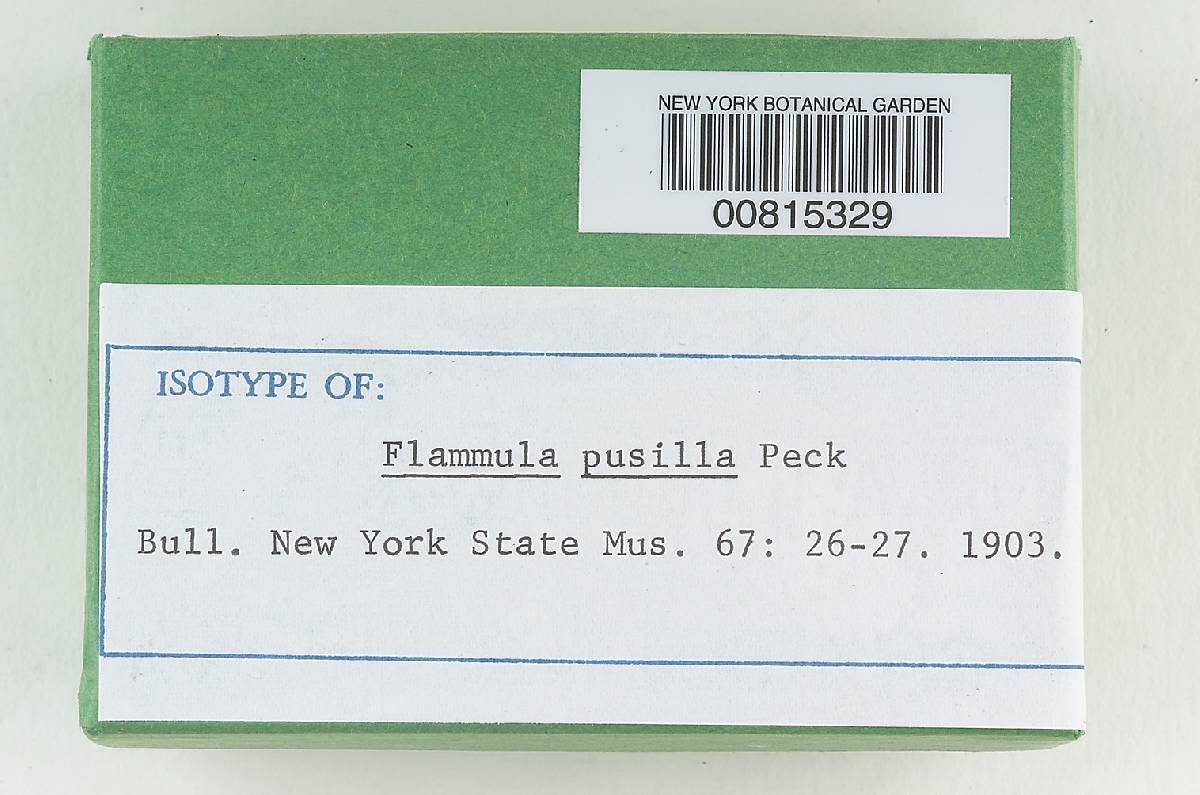 NEW YORK BOTANICAL GARDEN
00815329
ISOTYPE OF:
Flammula pusilla Peck
Bull. New York State Mus. 67: 26-27. 1903.